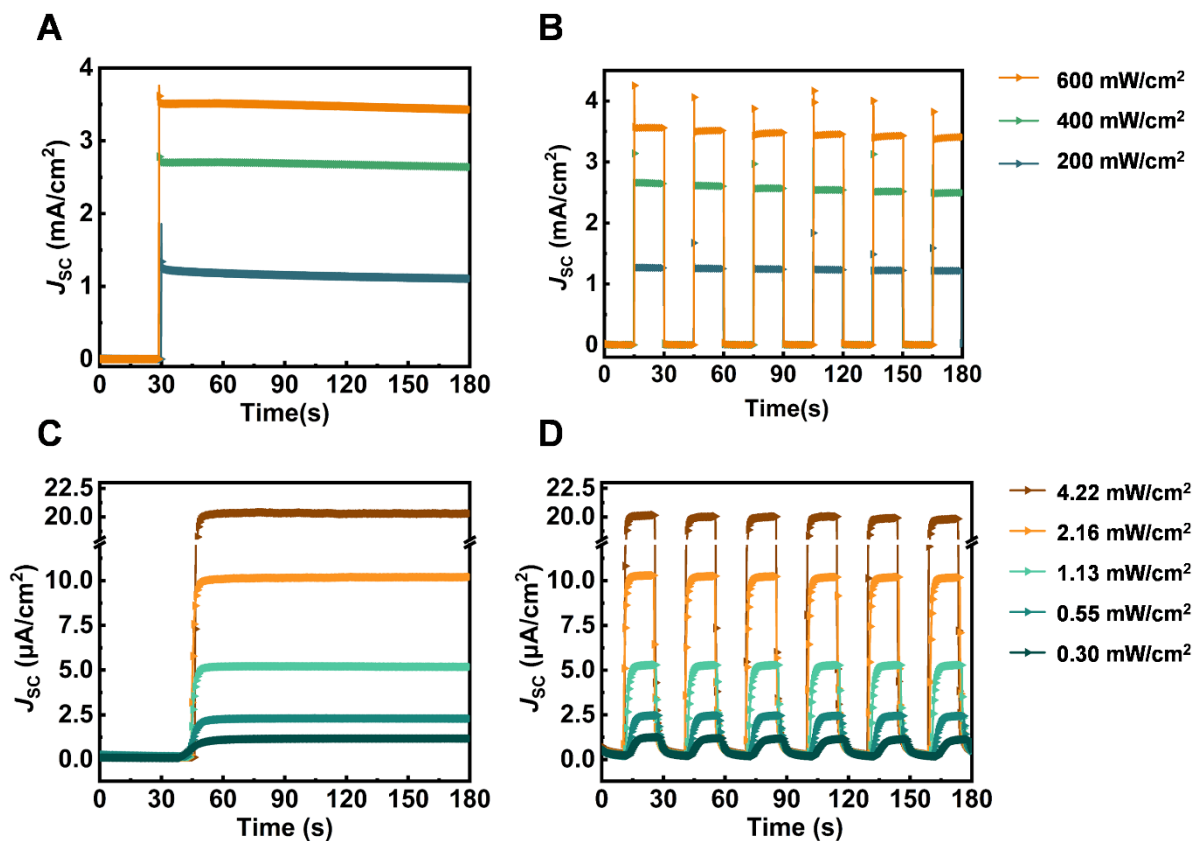 A
B
4
3
2
1
0
J_SC (mA/cm²)
0 30 60 90 120 150 180
Time(s)
4
3
2
1
0
J_SC (mA/cm²)
0 30 60 90 120 150 180
Time(s)
600 mW/cm²
400 mW/cm²
200 mW/cm²
C
D
22.5
20.0
10.0
7.5
5.0
2.5
0.0
J_SC (μA/cm²)
0 30 60 90 120 150 180
Time (s)
22.5
20.0
10.0
7.5
5.0
2.5
0.0
J_SC (μA/cm²)
0 30 60 90 120 150 180
Time (s)
4.22 mW/cm²
2.16 mW/cm²
1.13 mW/cm²
0.55 mW/cm²
0.30 mW/cm²